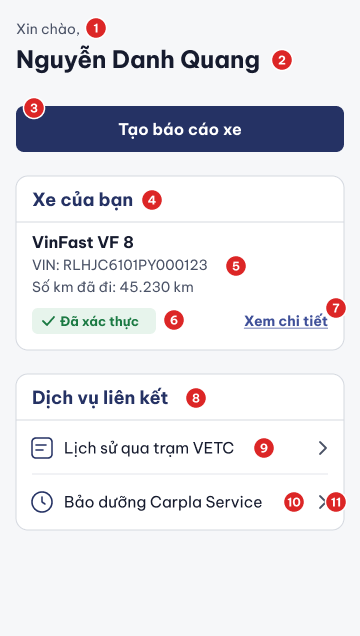 Xin chào, 1
Nguyễn Danh Quang 2
3
Tạo báo cáo xe
Xe của bạn 4
VinFast VF 8
VIN: RLHJC6101PY000123 5
Số km đã đi: 45.230 km
Đã xác thực 6 Xem chi tiết 7
Dịch vụ liên kết 8
Lịch sử qua trạm VETC 9
Bảo dưỡng Carpla Service 10 11